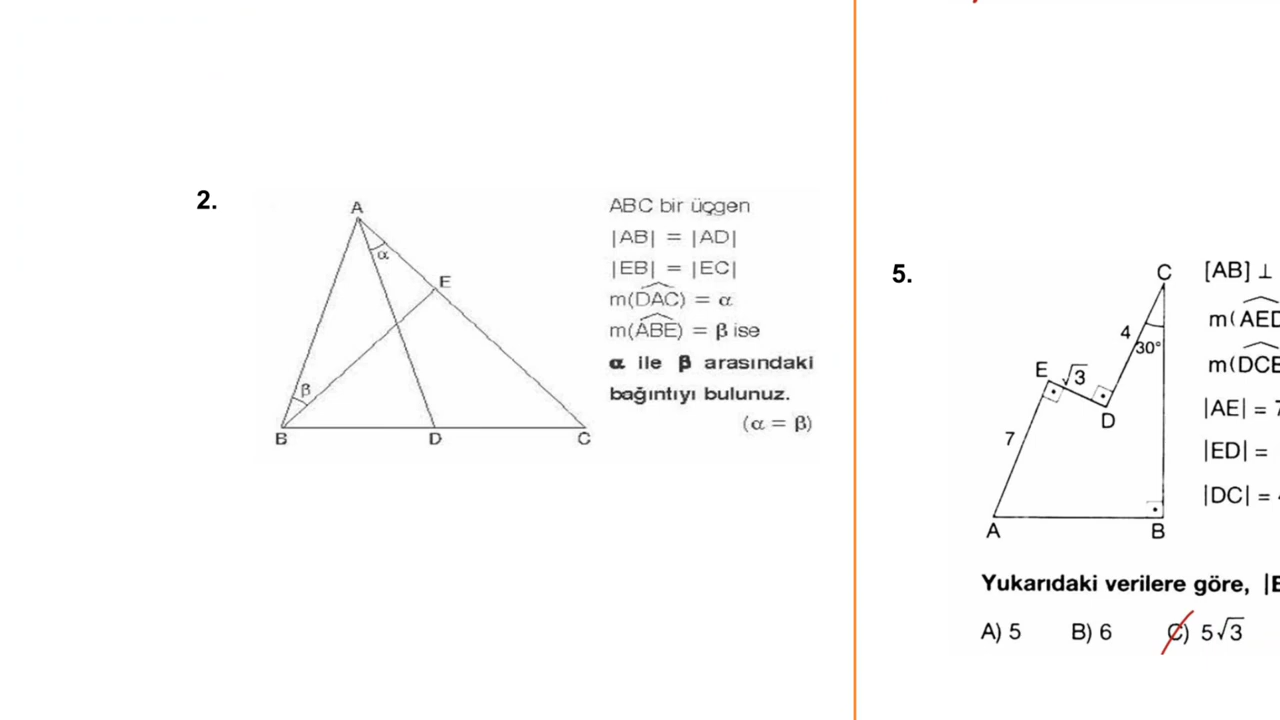 2.
A
α
E
β
B
D
C
ABC bir üçgen
|AB| = |AD|
|EB| = |EC|
m(DAC) = α
m(ABE) = β ise
α ile β arasındaki
bağıntıyı bulunuz.
(α = β)
5.
C
4
30°
E
√3
D
7
A
B
[AB] ⊥
m(AED
m(DCE
|AE| = 7
|ED| =
|DC| =
Yukarıdaki verilere göre, |E
A) 5 B) 6 C) 5√3